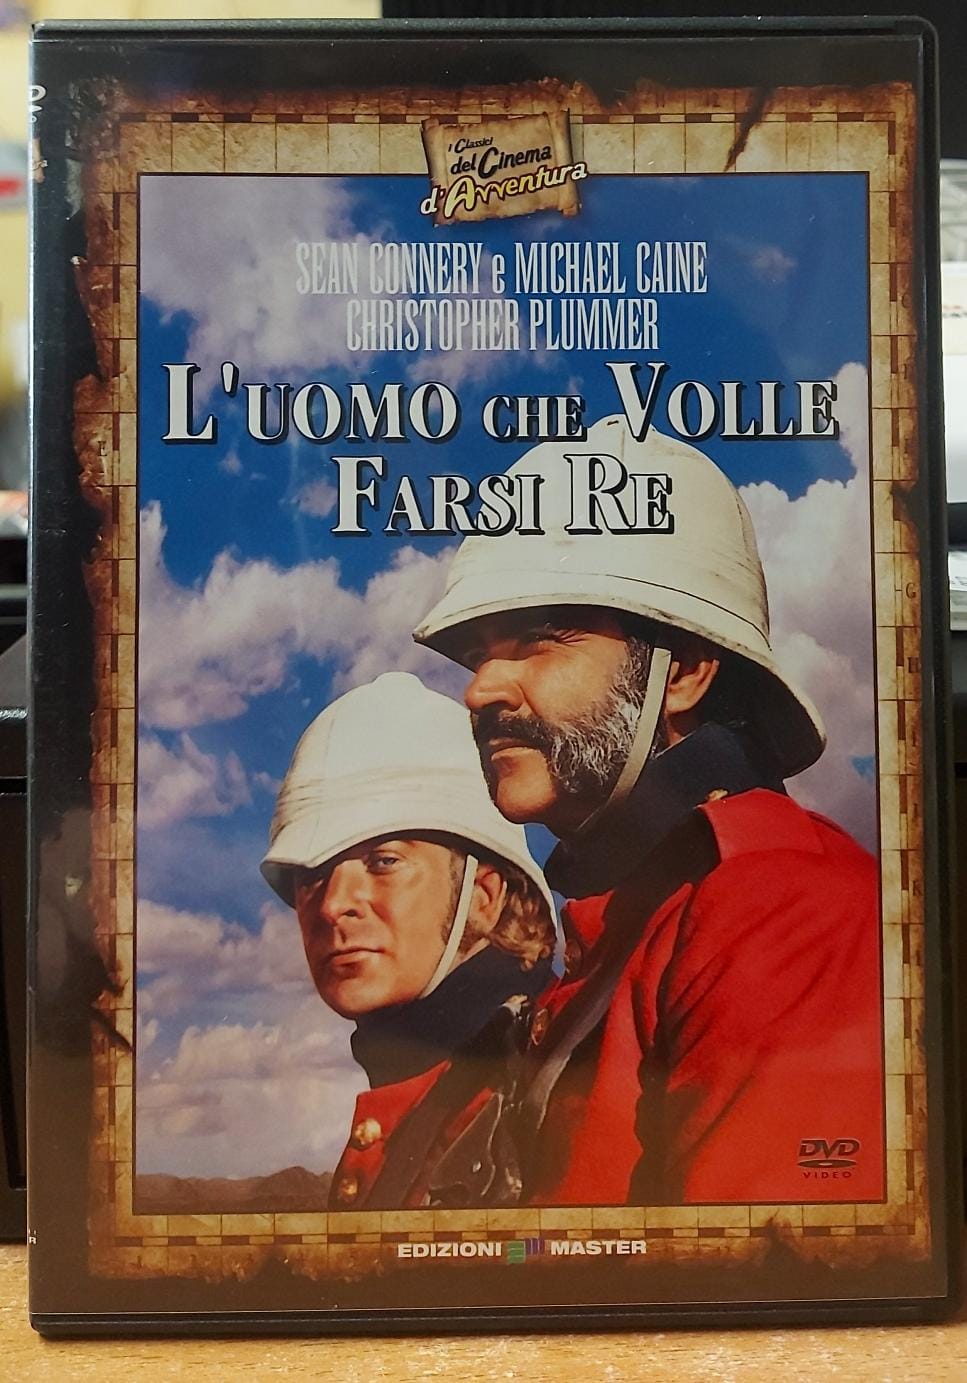 I Classici
del Cinema
d'Avventura
SEAN CONNERY e MICHAEL CAINE
CHRISTOPHER PLUMMER
L'UOMO CHE VOLLE
FARSI RE
DVD
VIDEO
EDIZIONI MASTER